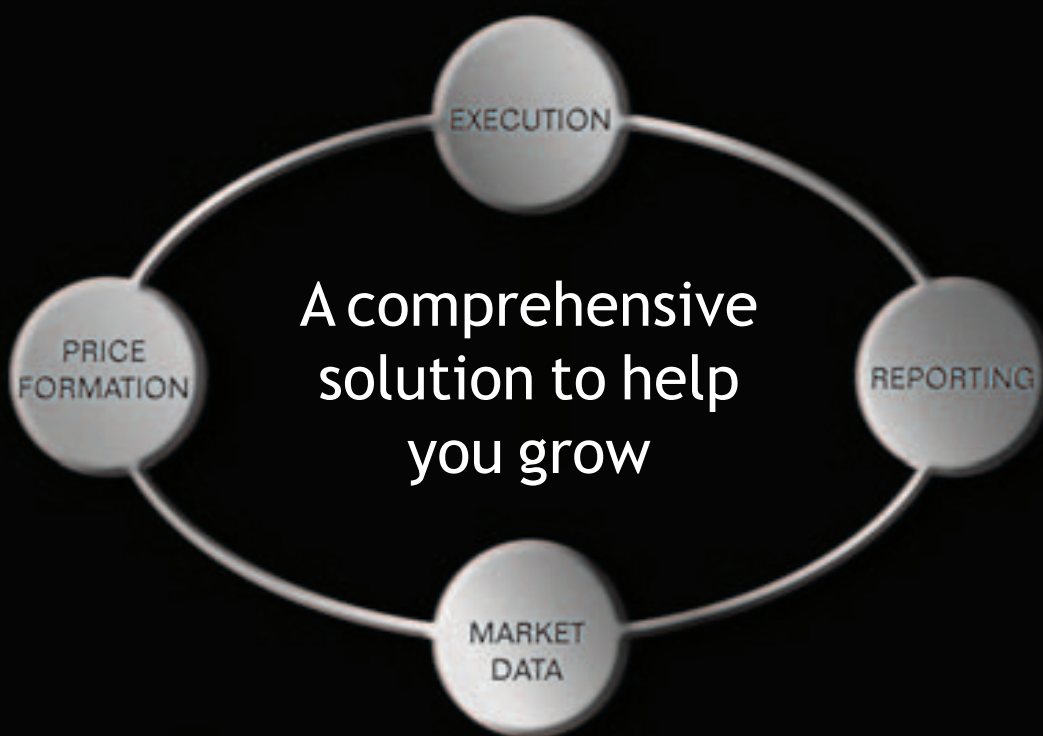 EXECUTION
PRICE
FORMATION
A comprehensive
solution to help
you grow
REPORTING
MARKET
DATA